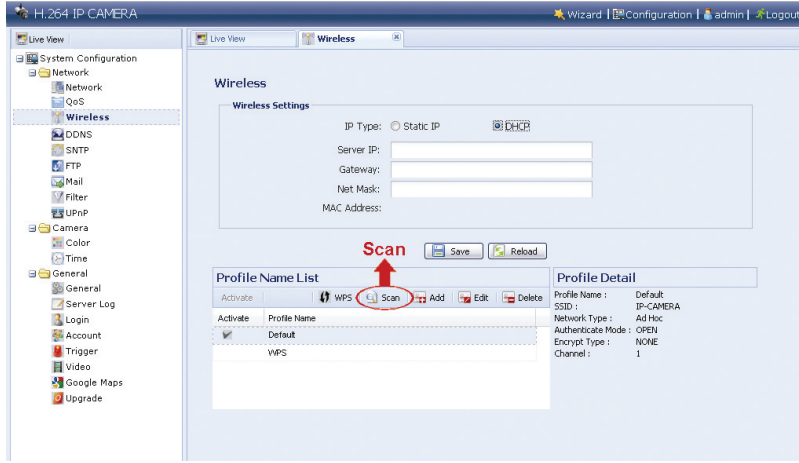 H.264 IP CAMERA
Wizard | Configuration | admin | Logout
Live View
System Configuration
Network
Network
QoS
Wireless
DDNS
SNTP
FTP
Mail
Filter
UPnP
Camera
Color
Time
General
General
Server Log
Login
Account
Trigger
Video
Google Maps
Upgrade
Live View Wireless
Wireless
Wireless Settings
IP Type: Static IP DHCP
Server IP:
Gateway:
Net Mask:
MAC Address:
Scan
Save Reload
Profile Name List
Activate WPS Scan Add Edit Delete
Activate Profile Name
Default
WPS
Profile Detail
Profile Name : Default
SSID : IP-CAMERA
Network Type : Ad Hoc
Authenticate Mode : OPEN
Encrypt Type : NONE
Channel : 1